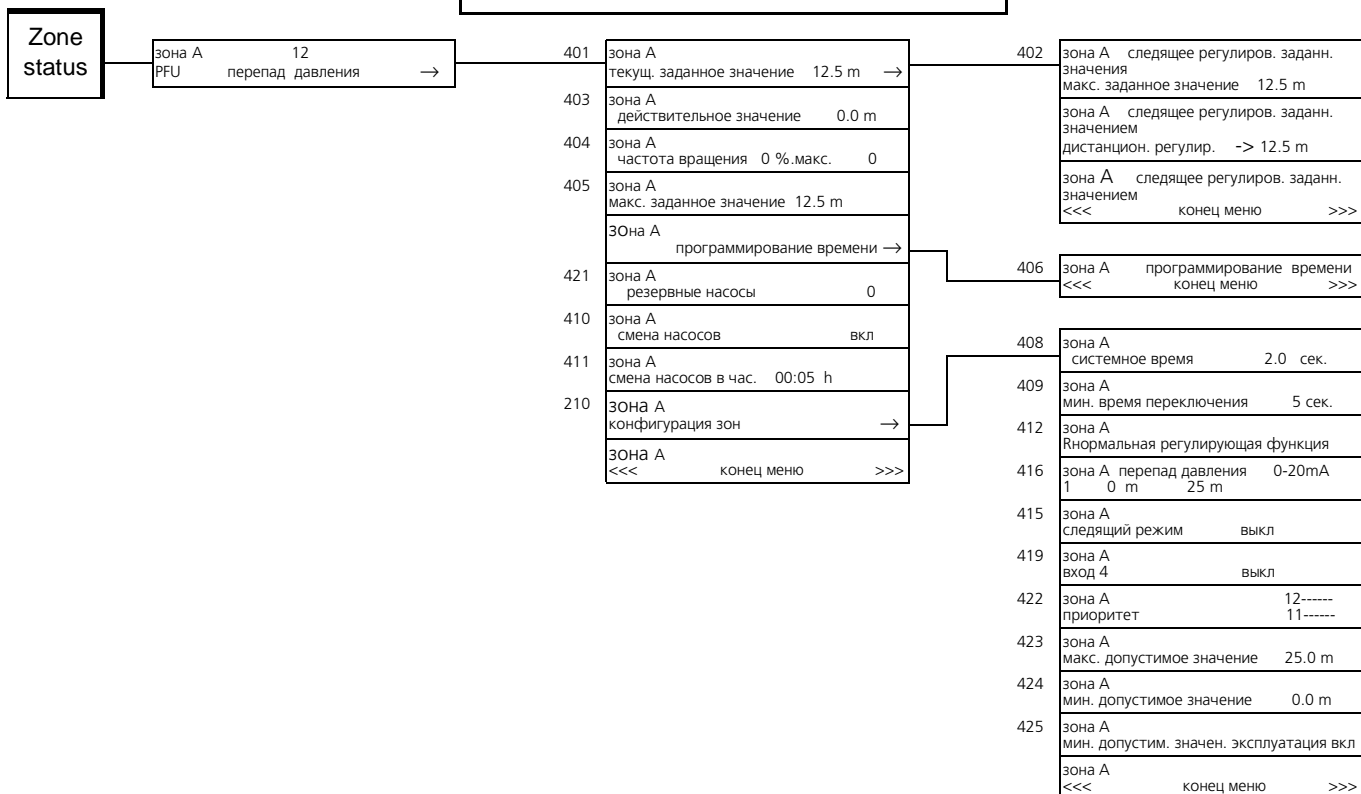 Zone
status
зона А 12
PFU перепад давления →
401 зона А
текущ. заданное значение 12.5 m →
403 зона А
действительное значение 0.0 m
404 зона А
частота вращения 0 %.макс. 0
405 зона А
макс. заданное значение 12.5 m
зона А
программирование времени →
421 зона А
резервные насосы 0
410 зона А
смена насосов вкл
411 зона А
смена насосов в час. 00:05 h
210 зона А
конфигурация зон →
зона А
<<< конец меню >>>
402 зона А следящее регулиров. заданн.
значения
макс. заданное значение 12.5 m
зона А следящее регулиров. заданн.
значением
дистанцион. регулир. -> 12.5 m
зона А следящее регулиров. заданн.
значением
<<< конец меню >>>
406 зона А программирование времени
<<< конец меню >>>
408 зона А
системное время 2.0 сек.
409 зона А
мин. время переключения 5 сек.
412 зона А
Rнормальная регулирующая функция
416 зона А перепад давления 0-20mA
1 0 m 25 m
415 зона А
следящий режим выкл
419 зона А
вход 4 выкл
422 зона А 12------
приоритет 11------
423 зона А
макс. допустимое значение 25.0 m
424 зона А
мин. допустимое значение 0.0 m
425 зона А
мин. допустим. значен. эксплуатация вкл
зона А
<<< конец меню >>>